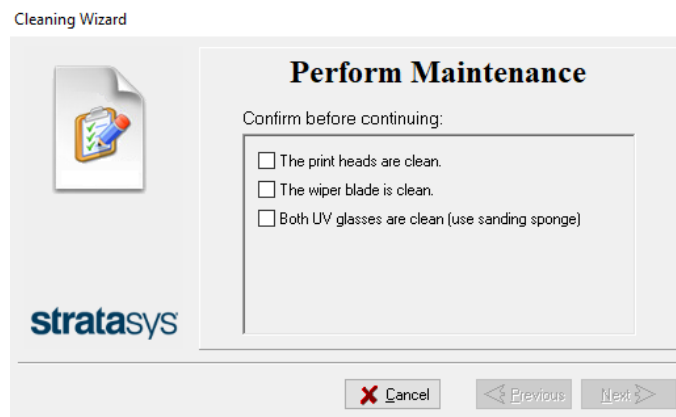 Cleaning Wizard
Perform Maintenance
Confirm before continuing:
The print heads are clean.
The wiper blade is clean.
Both UV glasses are clean (use sanding sponge)
stratasys
Cancel
Previous
Next